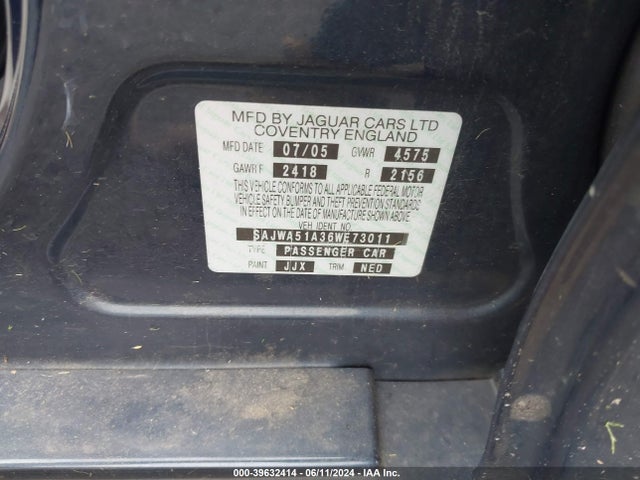 MFD BY JAGUAR CARS LTD
COVENTRY ENGLAND
MFD DATE 07/05 GVWR 4575
GAWR F 2418 R 2156
THIS VEHICLE CONFORMS TO ALL APPLICABLE FEDERAL MOTOR
VEHICLE SAFETY, BUMPER AND THEFT PREVENTION STANDARDS
IN EFFECT ON THE DATE OF MANUFACTURE SHOWN ABOVE
VEH. IDENT NO.
SAJWA51A36WE73011
TYPE PASSENGER CAR
PAINT JJX TRIM NED
000-39632414 - 06/11/2024 - IAA Inc.